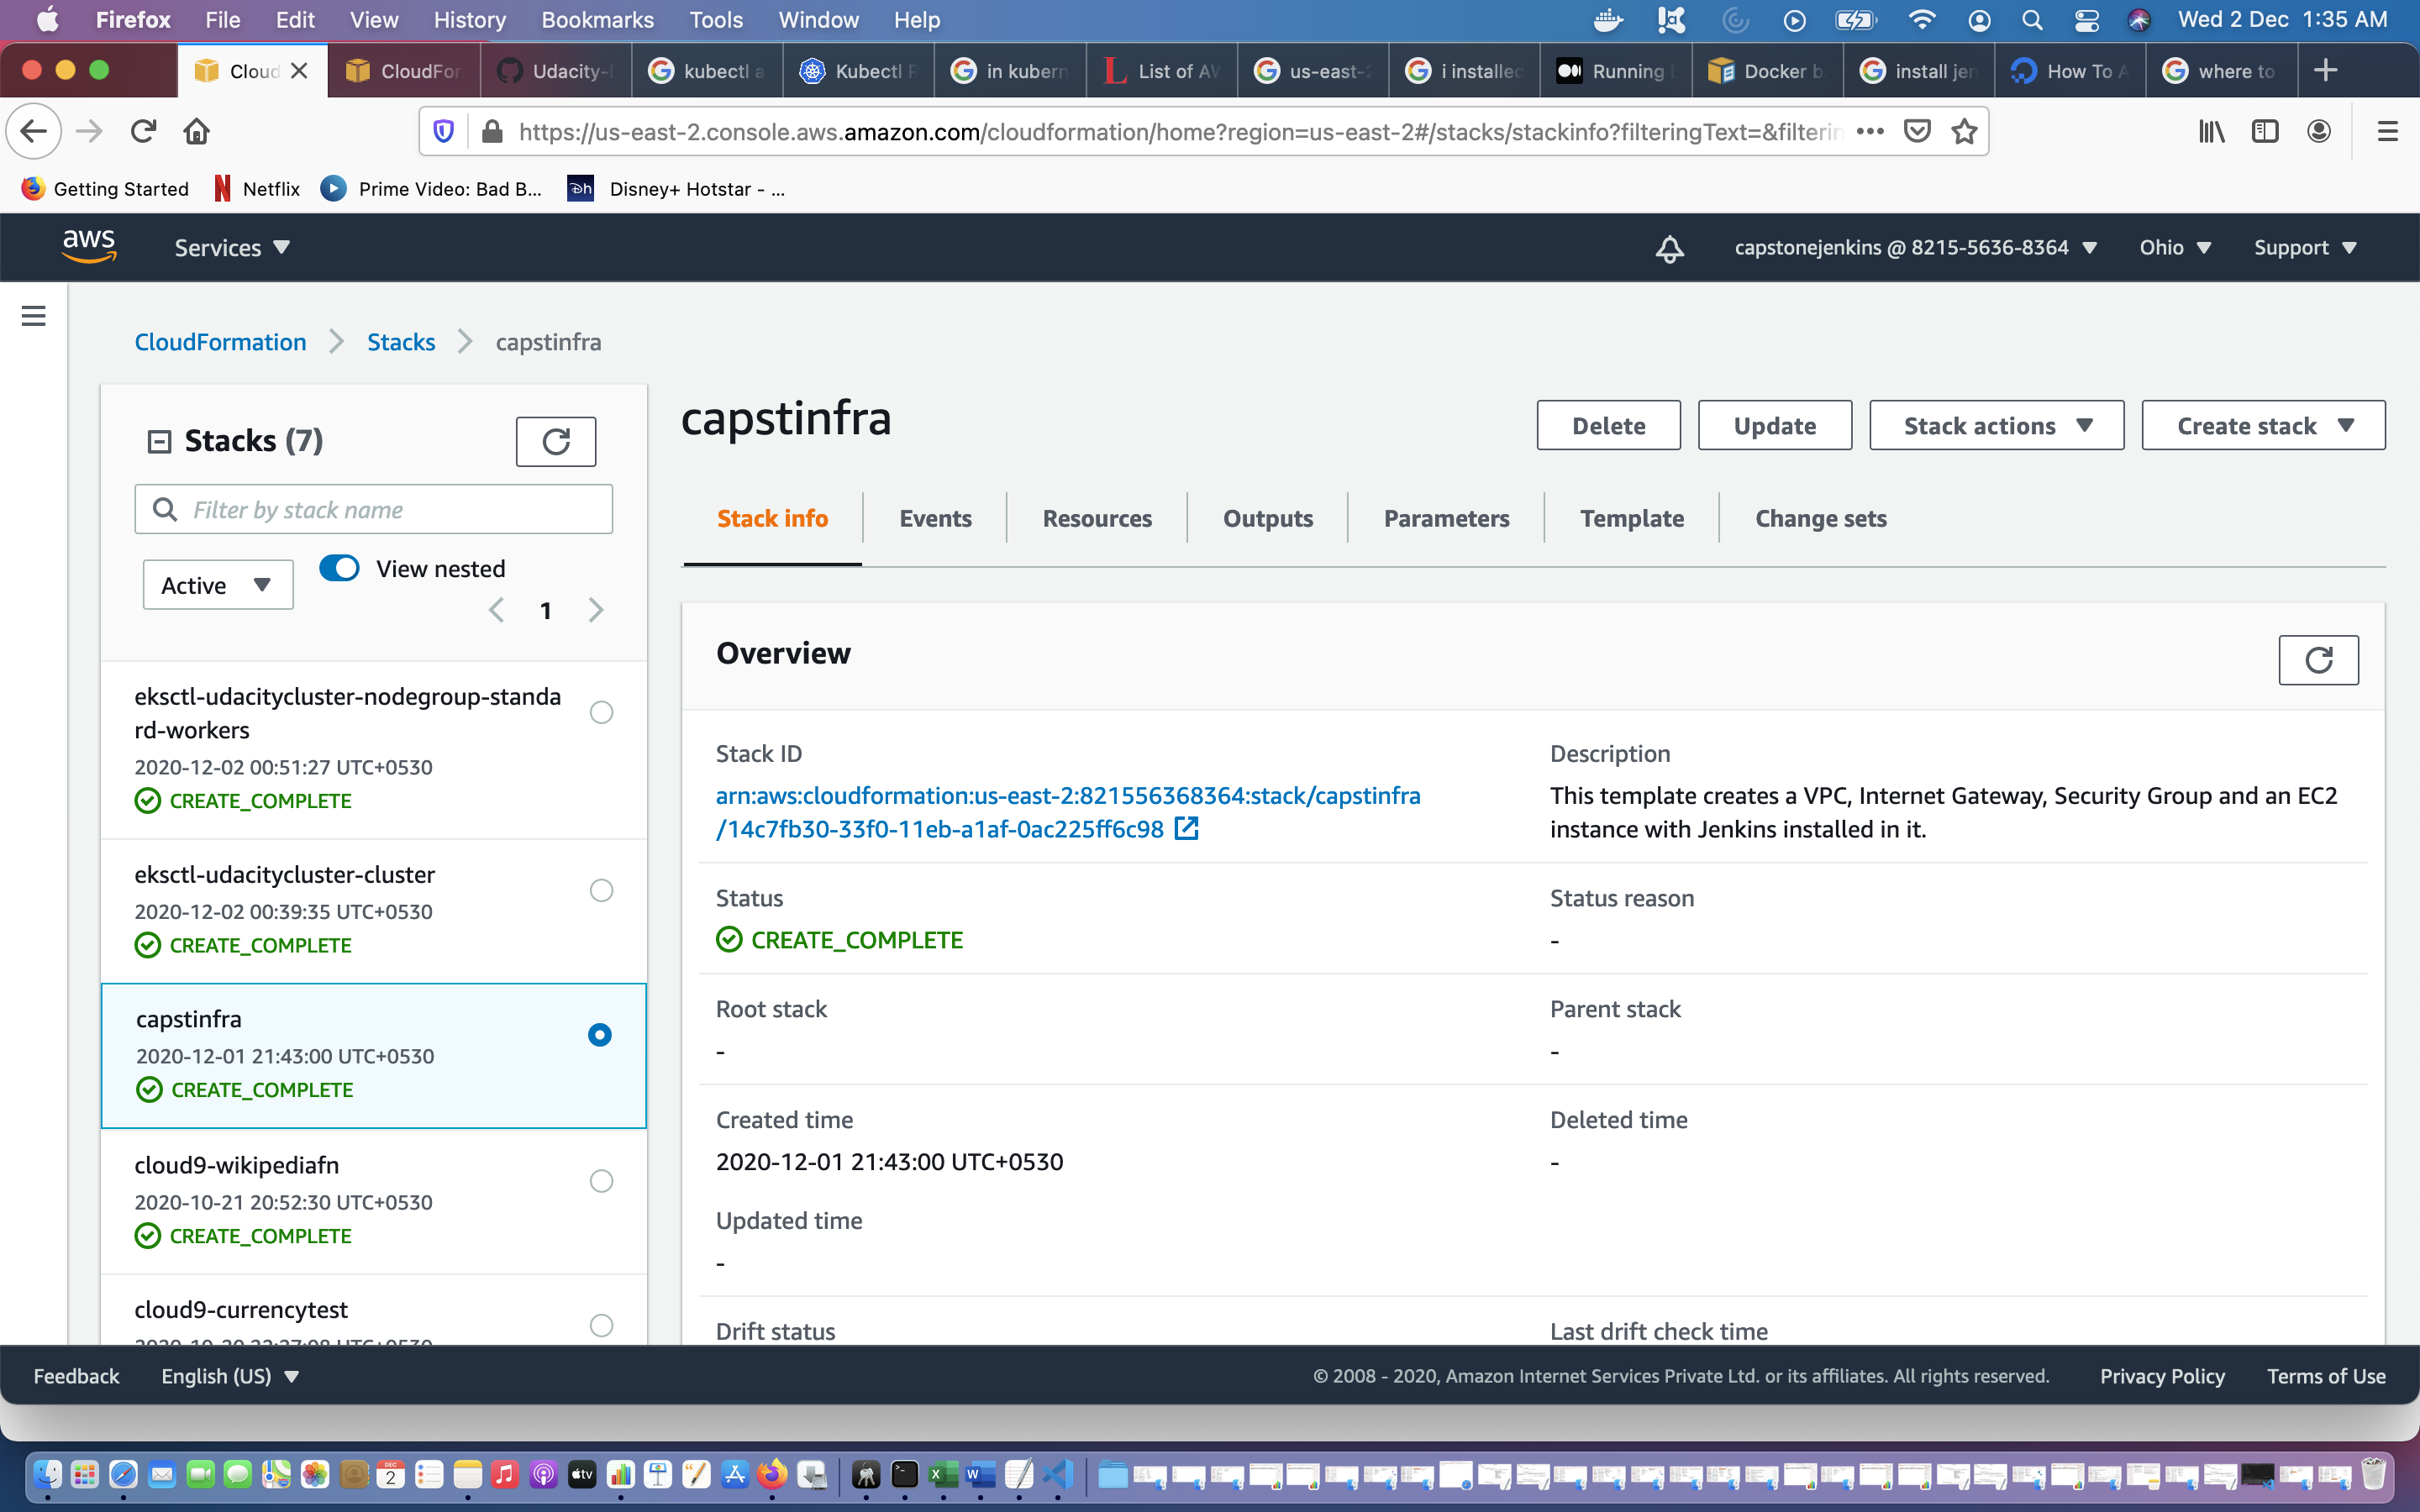 Firefox File Edit View History Bookmarks Tools Window Help Wed 2 Dec 1:35 AM
Cloud CloudFor Udacity- kubectl a Kubectl R in kubern List of AW us-east-2 i installed Running Docker b install jen How To A where to
https://us-east-2.console.aws.amazon.com/cloudformation/home?region=us-east-2#/stacks/stackinfo?filteringText=&filterin
Getting Started Netflix Prime Video: Bad B... Disney+ Hotstar - ...
aws Services capstonejenkins @ 8215-5636-8364 Ohio Support
CloudFormation Stacks capstinfra
Stacks (7)
Filter by stack name
Active View nested
1
eksctl-udacitycluster-nodegroup-standa
rd-workers
2020-12-02 00:51:27 UTC+0530
CREATE_COMPLETE
eksctl-udacitycluster-cluster
2020-12-02 00:39:35 UTC+0530
CREATE_COMPLETE
capstinfra
2020-12-01 21:43:00 UTC+0530
CREATE_COMPLETE
cloud9-wikipediafn
2020-10-21 20:52:30 UTC+0530
CREATE_COMPLETE
cloud9-currencytest
capstinfra
Delete Update Stack actions Create stack
Stack info Events Resources Outputs Parameters Template Change sets
Overview
Stack ID
arn:aws:cloudformation:us-east-2:821556368364:stack/capstinfra
/14c7fb30-33f0-11eb-a1af-0ac225ff6c98
Description
This template creates a VPC, Internet Gateway, Security Group and an EC2
instance with Jenkins installed in it.
Status
CREATE_COMPLETE
Status reason
-
Root stack
-
Parent stack
-
Created time
2020-12-01 21:43:00 UTC+0530
Deleted time
-
Updated time
-
Drift status
Last drift check time
Feedback English (US) © 2008 - 2020, Amazon Internet Services Private Ltd. or its affiliates. All rights reserved. Privacy Policy Terms of Use